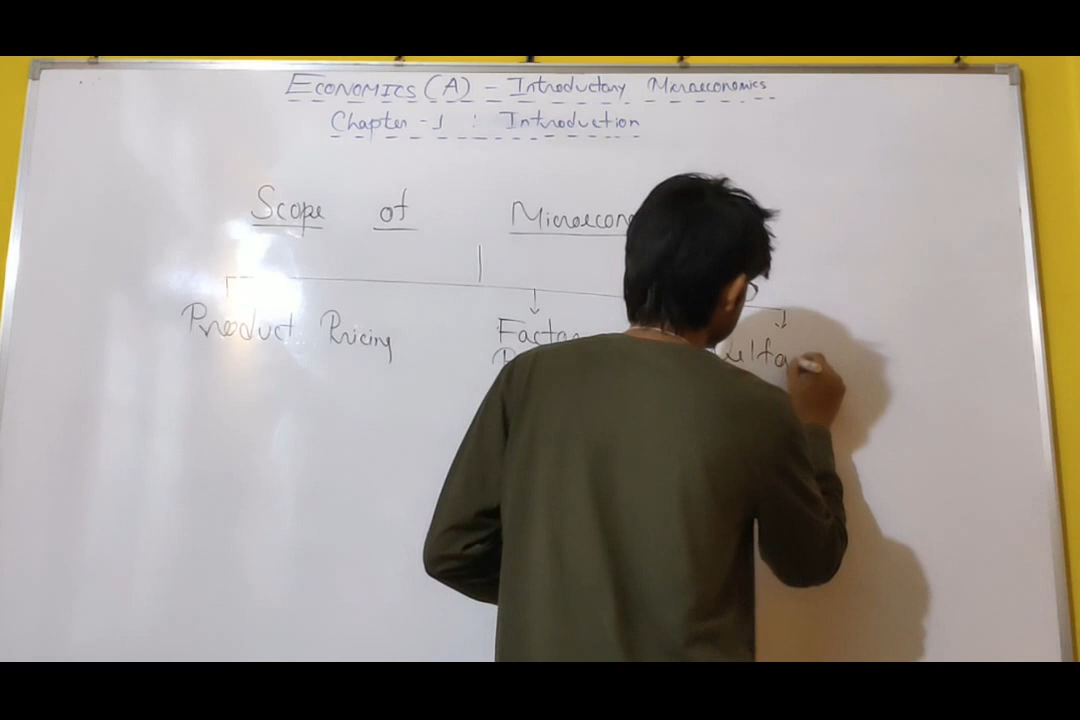 ECONOMICS (A) - Introductory Microeconomics
Chapter - 1 : Introduction
Scope of
Product Pricing